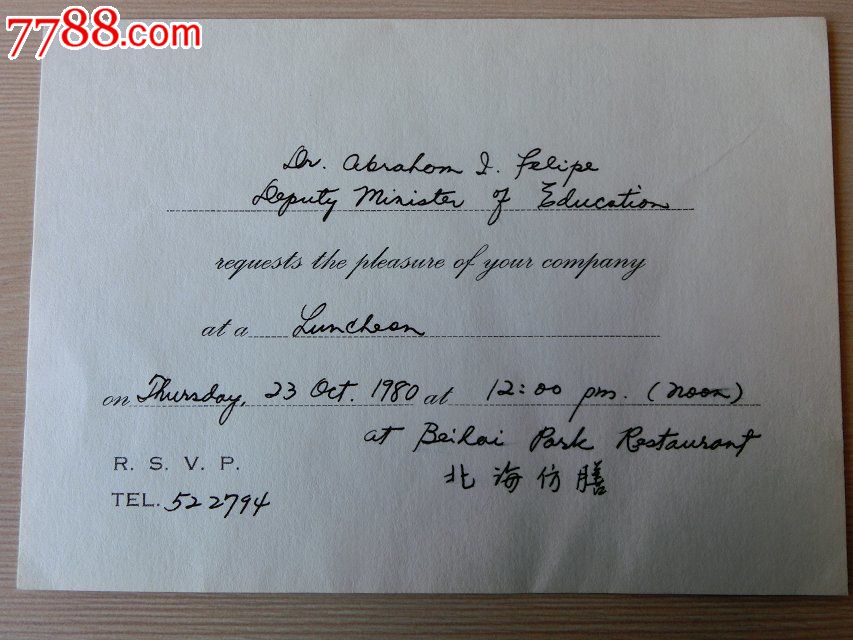 7788.com
Dr. Abraham I. Felipe
Deputy Minister of Education
requests the pleasure of your company
at a Luncheon
on Thursday, 23 Oct. 1980 at 12:00 pm. (noon)
at Beihai Park Restaurant
北海仿膳
R. S. V. P.
TEL. 522794